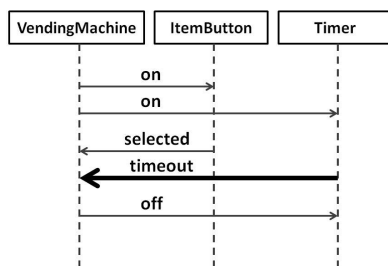 VendingMachine ItemButton Timer
on
on
selected
timeout
off